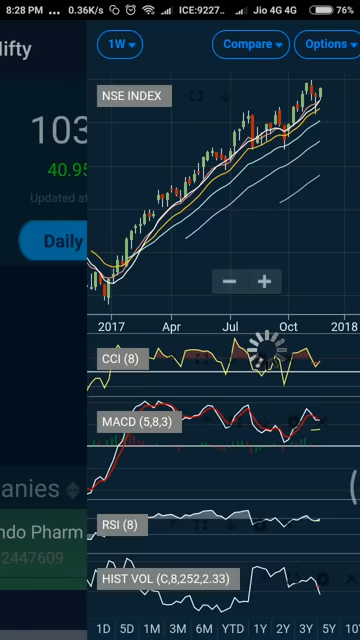 8:28 PM ... 0.36K/s ICE:9227.. Jio 4G 4G 76%
lifty
1W Compare Options
NSE INDEX
103
40.95
Updated at
Daily
2017 Apr Jul Oct 2018
CCI (8)
MACD (5,8,3)
anies
ndo Pharm
RSI (8)
2447609
HIST VOL (C,8,252,2.33)
1D 5D 1M 3M 6M YTD 1Y 2Y 3Y 5Y 10Y